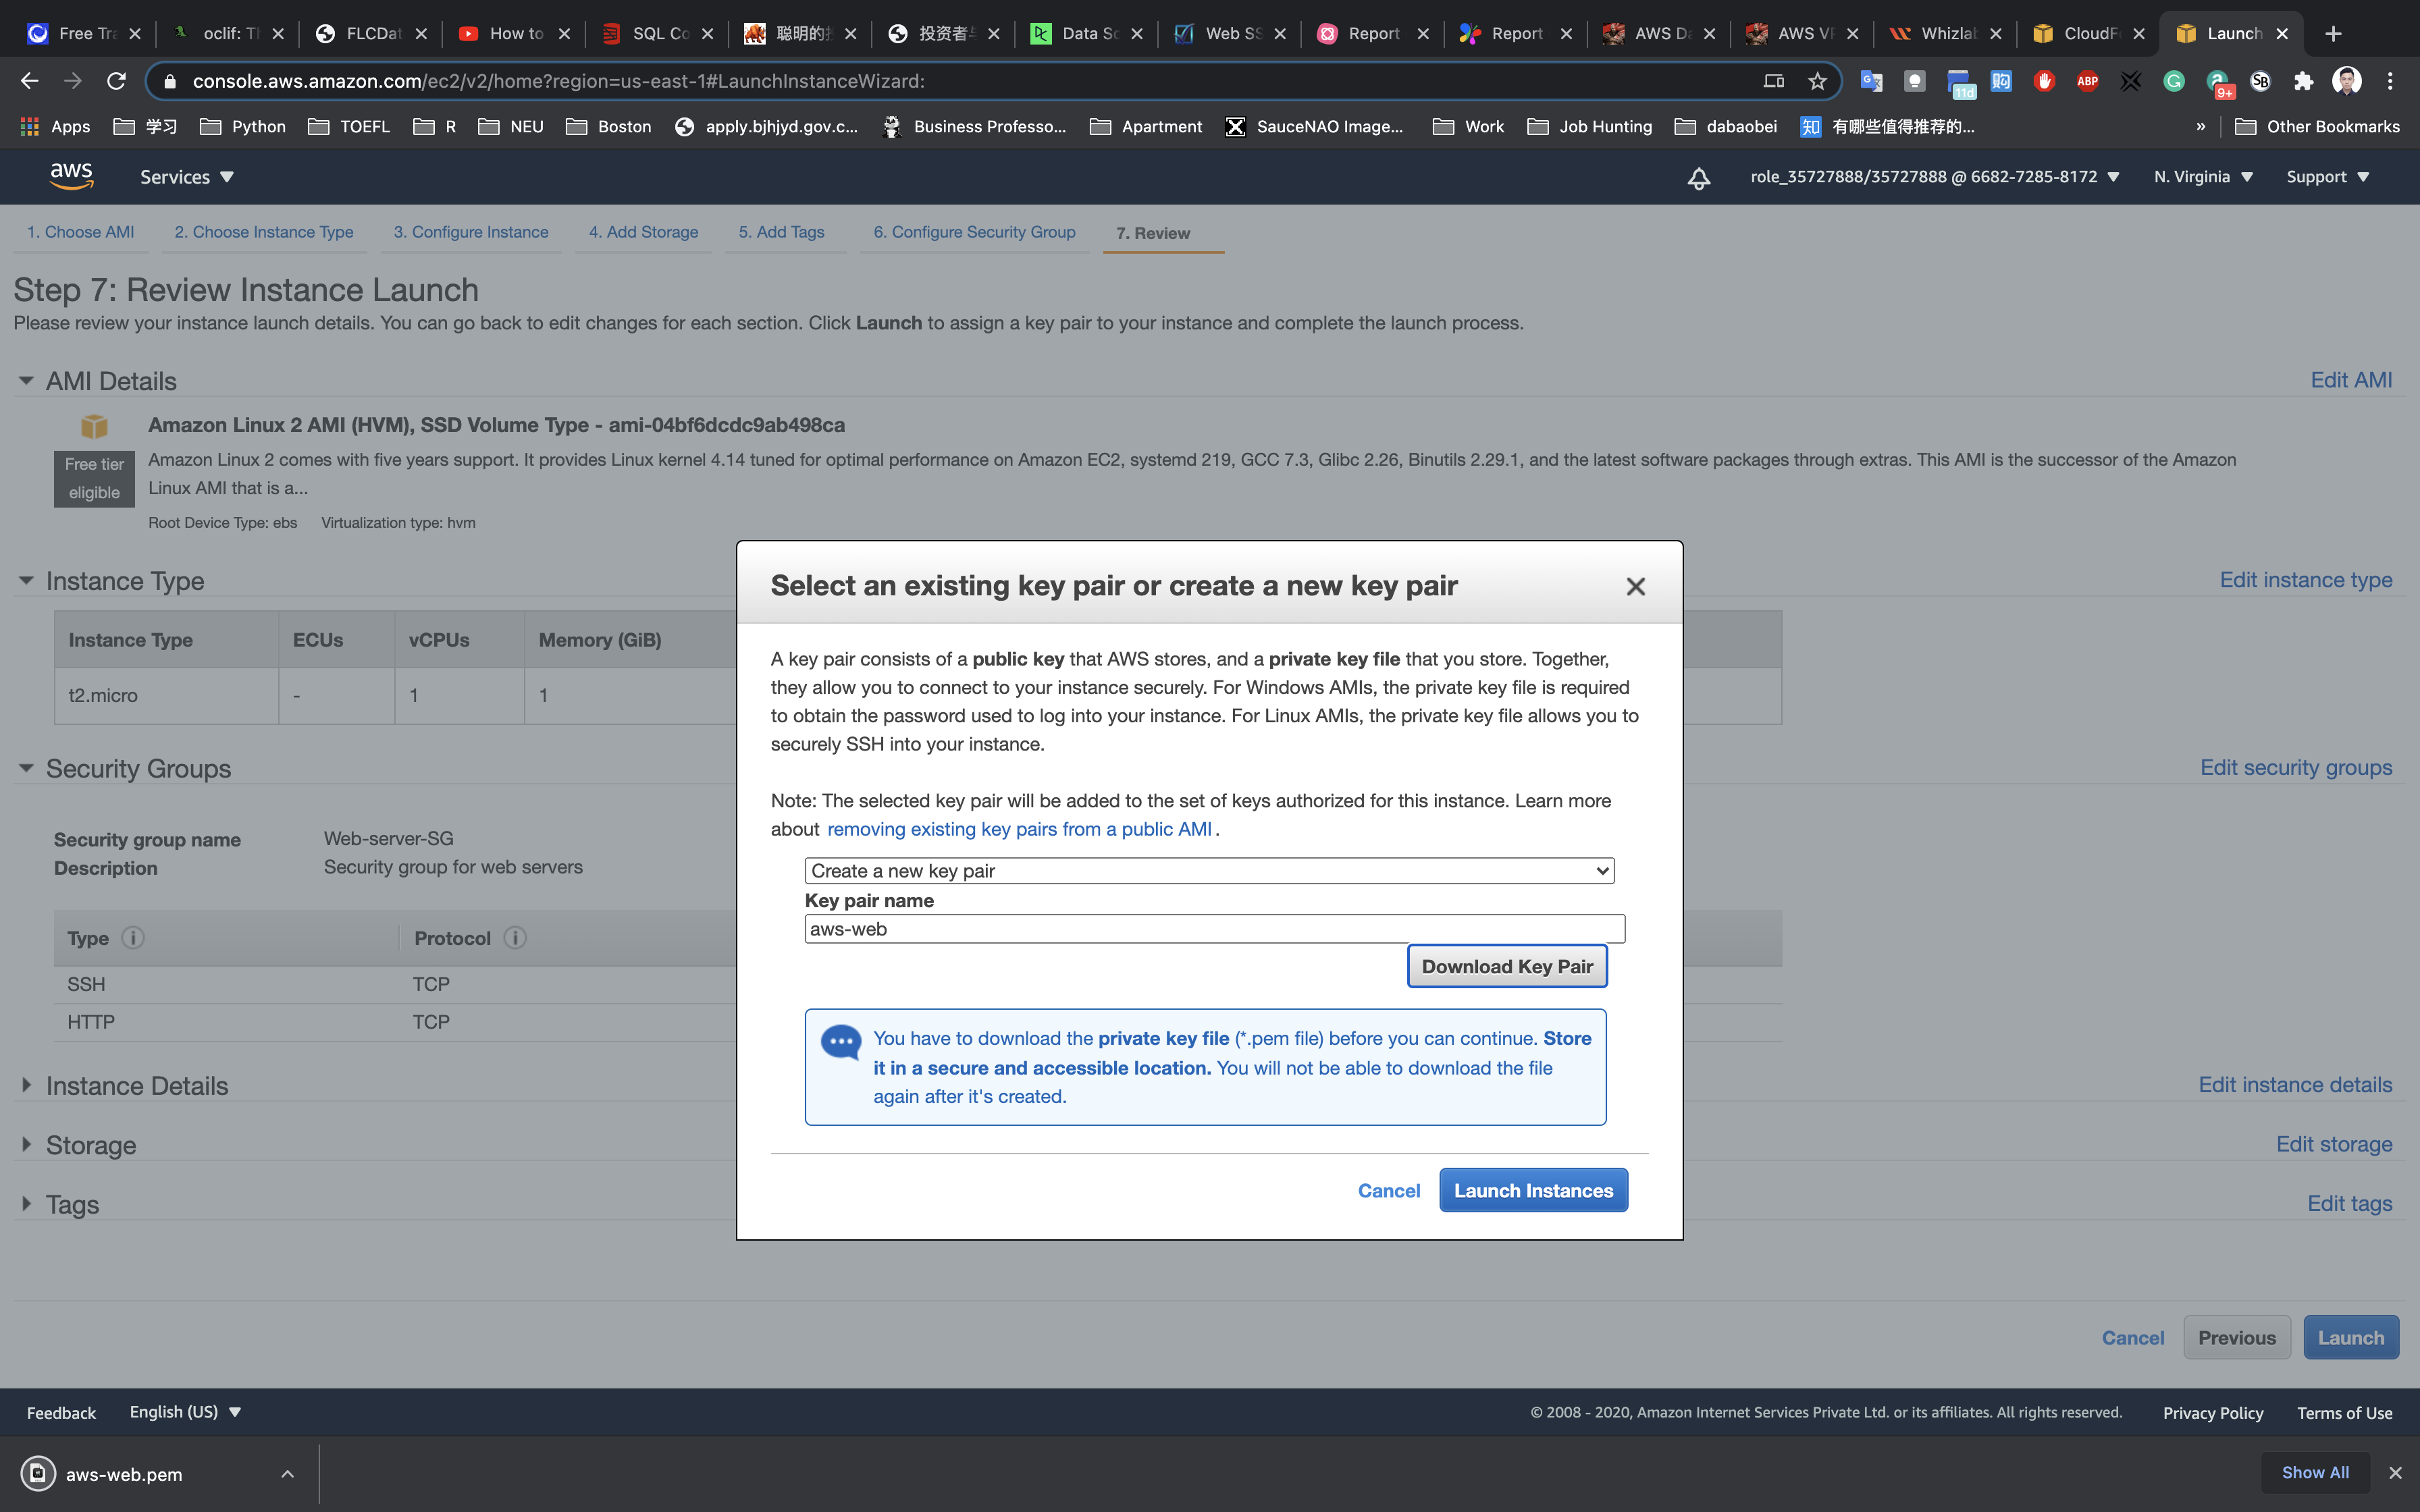 Free Tra
oclif: Th
FLCDat
How to
SQL Co
聪明的投
投资者与
Data Sc
Web SS
Report
Report
AWS Da
AWS VP
Whizlab
CloudFo
Launch
console.aws.amazon.com/ec2/v2/home?region=us-east-1#LaunchInstanceWizard:
11d
ABP
9+
SB
Apps
学习
Python
TOEFL
R
NEU
Boston
apply.bjhjyd.gov.c...
Business Professo...
Apartment
SauceNAO Image...
Work
Job Hunting
dabaobei
知 有哪些值得推荐的...
»
Other Bookmarks
aws
Services
role_35727888/35727888 @ 6682-7285-8172
N. Virginia
Support
1. Choose AMI
2. Choose Instance Type
3. Configure Instance
4. Add Storage
5. Add Tags
6. Configure Security Group
7. Review
Step 7: Review Instance Launch
Please review your instance launch details. You can go back to edit changes for each section. Click Launch to assign a key pair to your instance and complete the launch process.
AMI Details
Edit AMI
Amazon Linux 2 AMI (HVM), SSD Volume Type - ami-04bf6dcdc9ab498ca
Free tier
eligible
Amazon Linux 2 comes with five years support. It provides Linux kernel 4.14 tuned for optimal performance on Amazon EC2, systemd 219, GCC 7.3, Glibc 2.26, Binutils 2.29.1, and the latest software packages through extras. This AMI is the successor of the Amazon
Linux AMI that is a...
Root Device Type: ebs Virtualization type: hvm
Instance Type
Edit instance type
Instance Type ECUs vCPUs Memory (GiB)
t2.micro - 1 1
Security Groups
Edit security groups
Security group name Web-server-SG
Description Security group for web servers
Type Protocol
SSH TCP
HTTP TCP
Instance Details
Edit instance details
Storage
Edit storage
Tags
Edit tags
Select an existing key pair or create a new key pair
A key pair consists of a public key that AWS stores, and a private key file that you store. Together,
they allow you to connect to your instance securely. For Windows AMIs, the private key file is required
to obtain the password used to log into your instance. For Linux AMIs, the private key file allows you to
securely SSH into your instance.
Note: The selected key pair will be added to the set of keys authorized for this instance. Learn more
about removing existing key pairs from a public AMI .
Create a new key pair
Key pair name
aws-web
Download Key Pair
You have to download the private key file (*.pem file) before you can continue. Store
it in a secure and accessible location. You will not be able to download the file
again after it's created.
Cancel
Launch Instances
Cancel
Previous
Launch
Feedback
English (US)
© 2008 - 2020, Amazon Internet Services Private Ltd. or its affiliates. All rights reserved.
Privacy Policy
Terms of Use
aws-web.pem
Show All